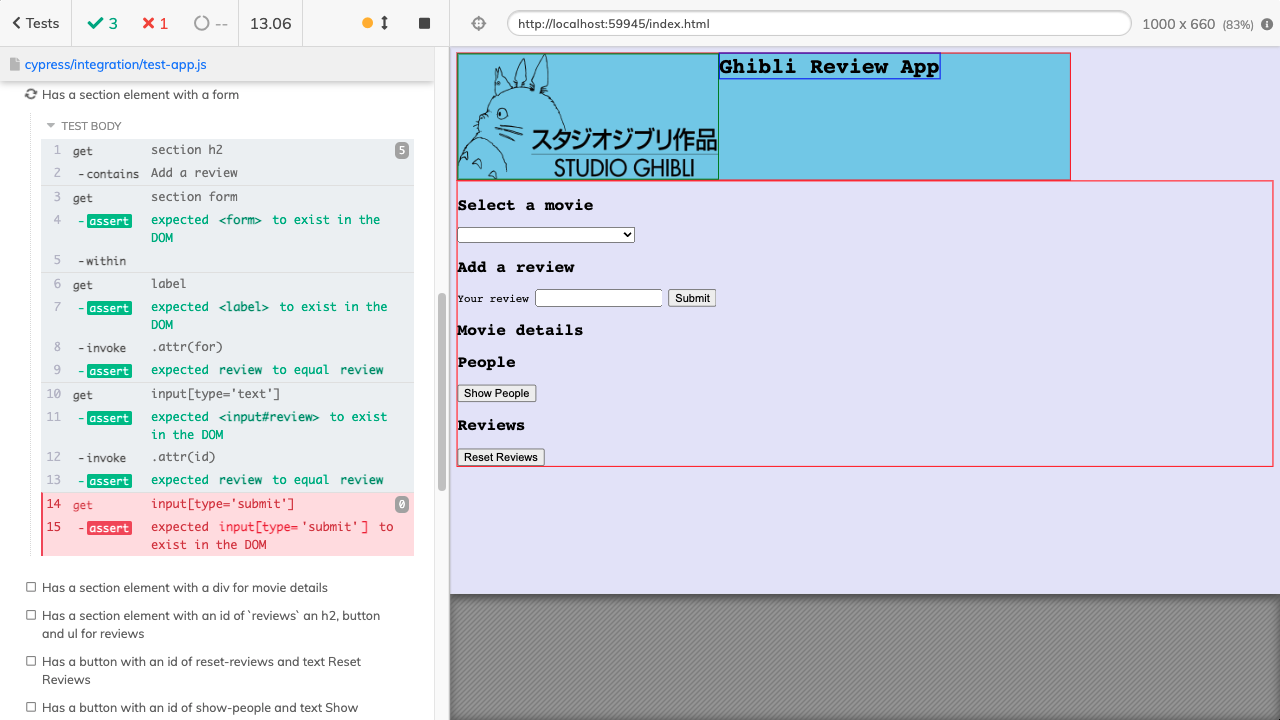 Tests
3
1
--
13.06
http://localhost:59945/index.html
1000 x 660 (83%)
cypress/integration/test-app.js
Has a section element with a form
TEST BODY
1 get section h2 5
2 -contains Add a review
3 get section form
4 -assert expected <form> to exist in the
DOM
5 -within
6 get label
7 -assert expected <label> to exist in the
DOM
8 -invoke .attr(for)
9 -assert expected review to equal review
10 get input[type='text']
11 -assert expected <input#review> to exist
in the DOM
12 -invoke .attr(id)
13 -assert expected review to equal review
14 get input[type='submit'] 0
15 -assert expected input[type='submit'] to
exist in the DOM
Has a section element with a div for movie details
Has a section element with an id of `reviews` an h2, button
and ul for reviews
Has a button with an id of reset-reviews and text Reset
Reviews
Has a button with an id of show-people and text Show
スタジオジブリ作品
STUDIO GHIBLI
Ghibli Review App
Select a movie
Add a review
Your review Submit
Movie details
People
Show People
Reviews
Reset Reviews